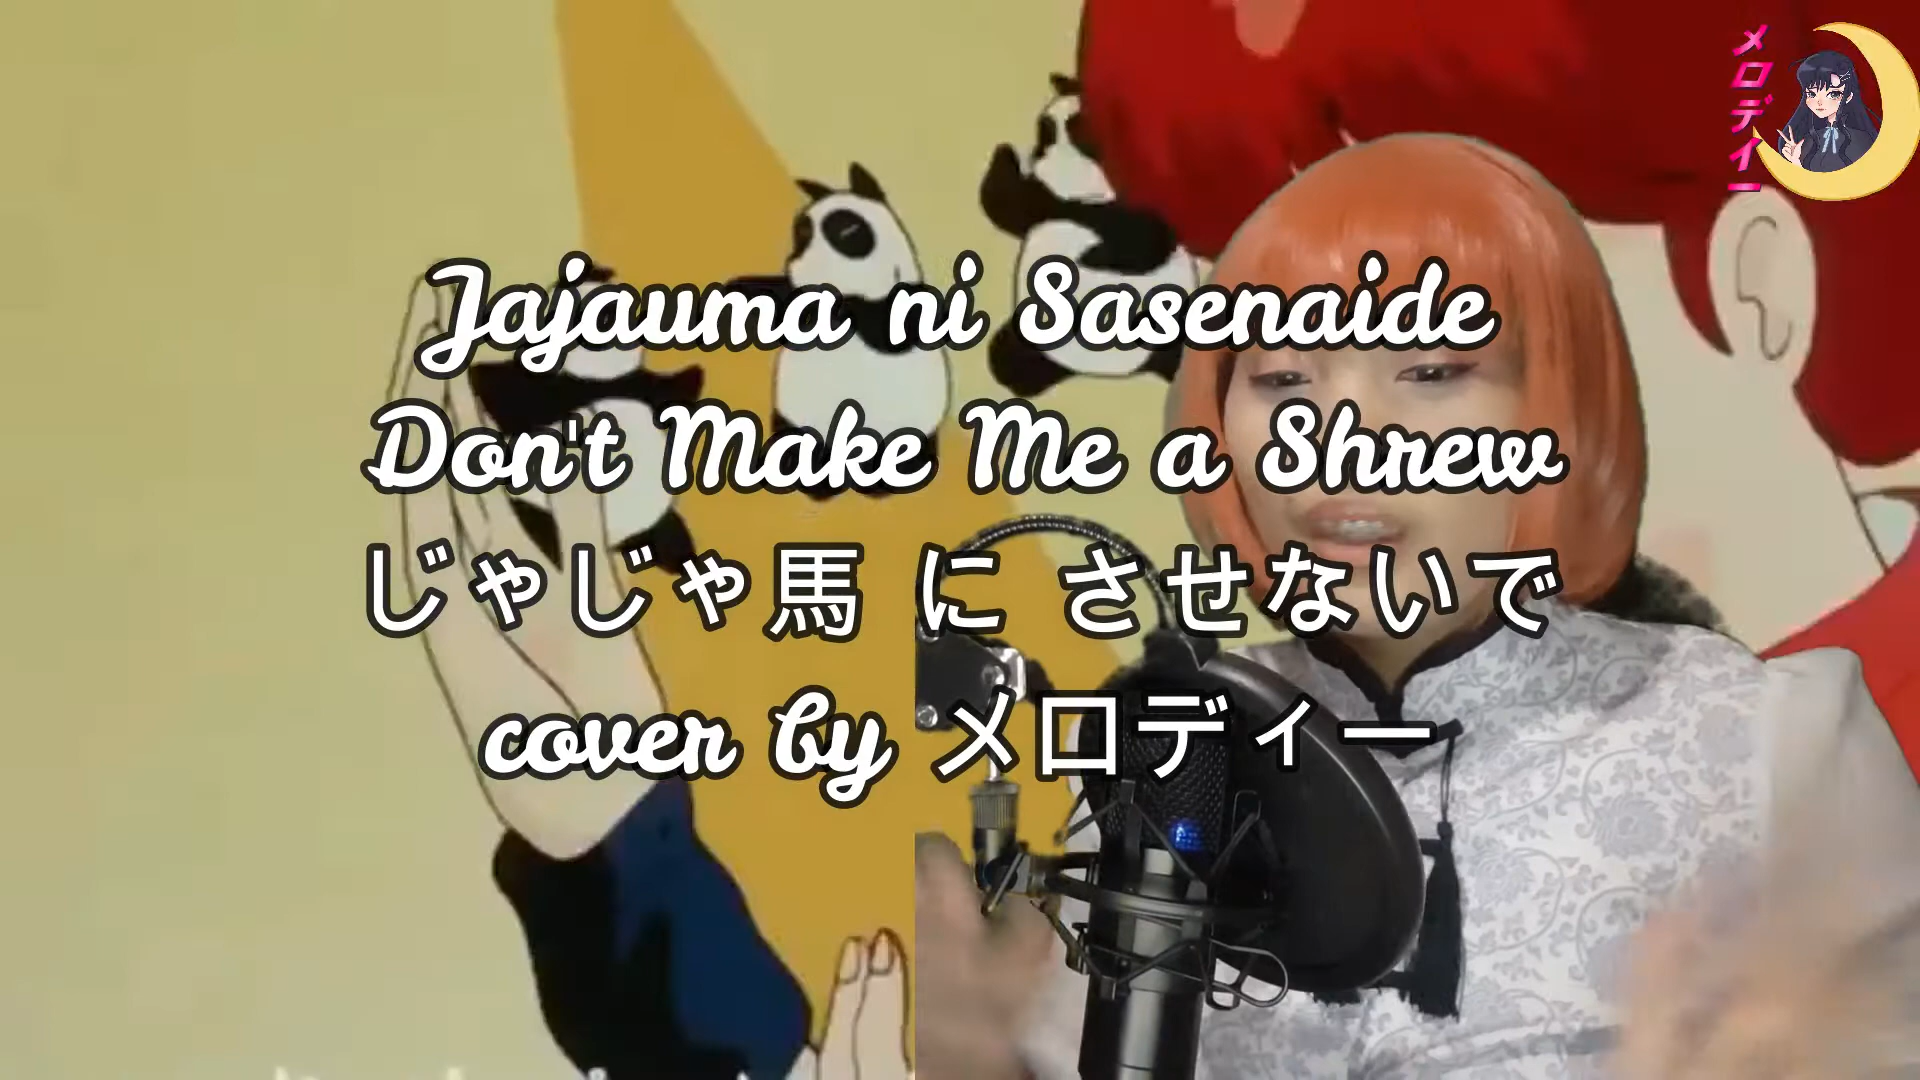 メロディー
Jajauma ni Sasenaide
Don't Make Me a Shrew
じゃじゃ馬 に させないで
cover by メロディー